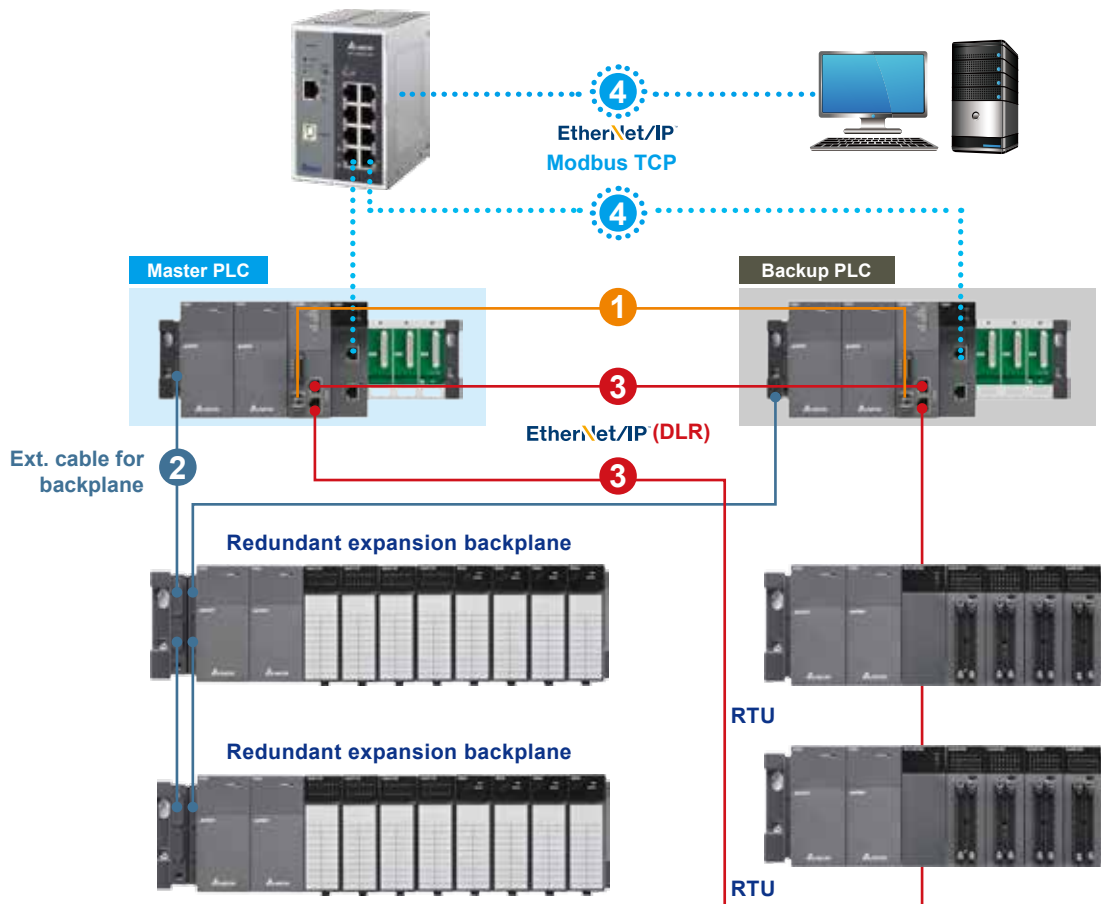 4
EtherNet/IP
Modbus TCP
4
Master PLC
Backup PLC
1
3
EtherNet/IP (DLR)
Ext. cable for
backplane
2
3
Redundant expansion backplane
RTU
Redundant expansion backplane
RTU